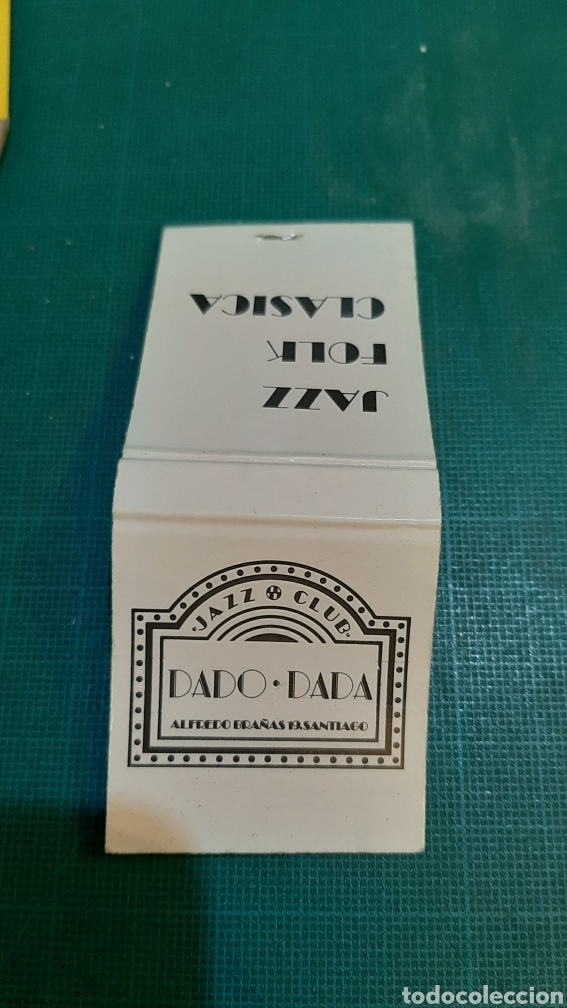 JAZZ
FOLK
CLASICA
·JAZZ CLUB·
DADO · DADA
ALFREDO BRAÑAS 19.SANTIAGO
todocoleccion